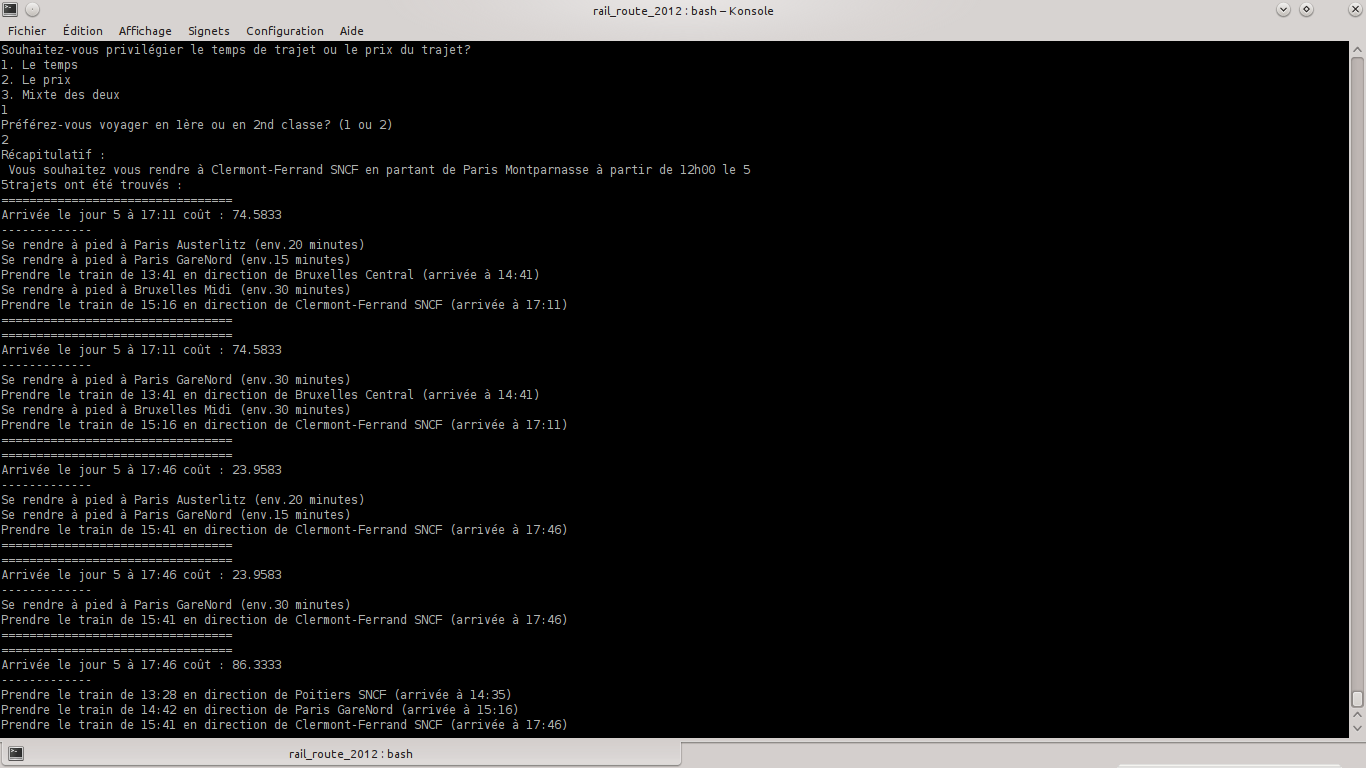 rail_route_2012 : bash – Konsole
Fichier Édition Affichage Signets Configuration Aide
Souhaitez-vous privilégier le temps de trajet ou le prix du trajet?
1. Le temps
2. Le prix
3. Mixte des deux
1
Préférez-vous voyager en 1ère ou en 2nd classe? (1 ou 2)
2
Récapitulatif :
Vous souhaitez vous rendre à Clermont-Ferrand SNCF en partant de Paris Montparnasse à partir de 12h00 le 5
5trajets ont été trouvés :
=================================
Arrivée le jour 5 à 17:11 coût : 74.5833
-------------
Se rendre à pied à Paris Austerlitz (env.20 minutes)
Se rendre à pied à Paris GareNord (env.15 minutes)
Prendre le train de 13:41 en direction de Bruxelles Central (arrivée à 14:41)
Se rendre à pied à Bruxelles Midi (env.30 minutes)
Prendre le train de 15:16 en direction de Clermont-Ferrand SNCF (arrivée à 17:11)
=================================
=================================
Arrivée le jour 5 à 17:11 coût : 74.5833
-------------
Se rendre à pied à Paris GareNord (env.30 minutes)
Prendre le train de 13:41 en direction de Bruxelles Central (arrivée à 14:41)
Se rendre à pied à Bruxelles Midi (env.30 minutes)
Prendre le train de 15:16 en direction de Clermont-Ferrand SNCF (arrivée à 17:11)
=================================
=================================
Arrivée le jour 5 à 17:46 coût : 23.9583
-------------
Se rendre à pied à Paris Austerlitz (env.20 minutes)
Se rendre à pied à Paris GareNord (env.15 minutes)
Prendre le train de 15:41 en direction de Clermont-Ferrand SNCF (arrivée à 17:46)
=================================
=================================
Arrivée le jour 5 à 17:46 coût : 23.9583
-------------
Se rendre à pied à Paris GareNord (env.30 minutes)
Prendre le train de 15:41 en direction de Clermont-Ferrand SNCF (arrivée à 17:46)
=================================
=================================
Arrivée le jour 5 à 17:46 coût : 86.3333
-------------
Prendre le train de 13:28 en direction de Poitiers SNCF (arrivée à 14:35)
Prendre le train de 14:42 en direction de Paris GareNord (arrivée à 15:16)
Prendre le train de 15:41 en direction de Clermont-Ferrand SNCF (arrivée à 17:46)
rail_route_2012 : bash